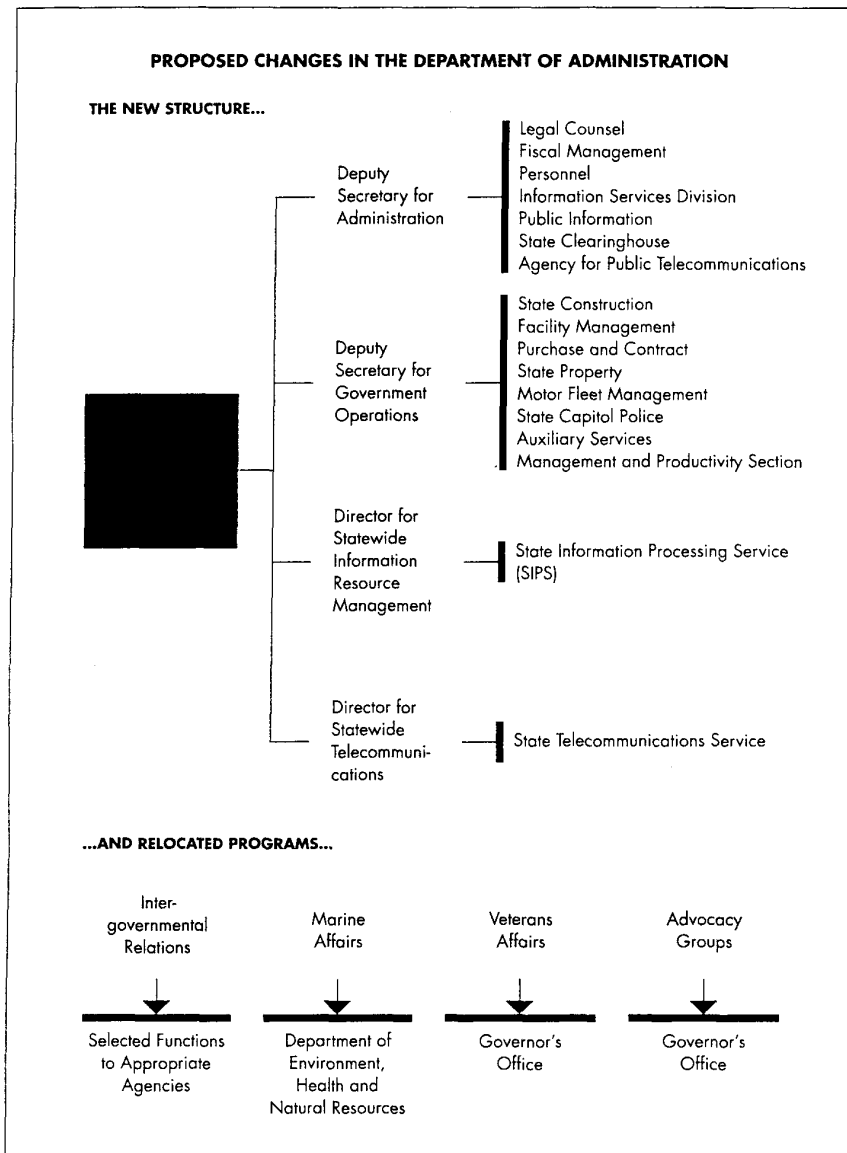 PROPOSED CHANGES IN THE DEPARTMENT OF ADMINISTRATION
THE NEW STRUCTURE...
Deputy
Secretary for
Administration
Legal Counsel
Fiscal Management
Personnel
Information Services Division
Public Information
State Clearinghouse
Agency for Public Telecommunications
Deputy
Secretary for
Government
Operations
State Construction
Facility Management
Purchase and Contract
State Property
Motor Fleet Management
State Capitol Police
Auxiliary Services
Management and Productivity Section
Director for
Statewide
Information
Resource
Management
State Information Processing Service
(SIPS)
Director for
Statewide
Telecommuni-
cations
State Telecommunications Service
...AND RELOCATED PROGRAMS...
Inter-
governmental
Relations
Selected Functions
to Appropriate
Agencies
Marine
Affairs
Department of
Environment,
Health and
Natural Resources
Veterans
Affairs
Governor's
Office
Advocacy
Groups
Governor's
Office